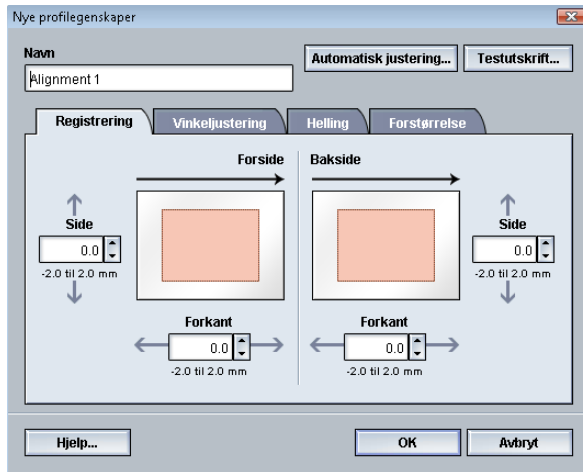 Nye profilegenskaper
Navn
Automatisk justering...
Testutskrift...
Alignment 1
Registrering
Vinkeljustering
Helling
Forstørrelse
Forside
Bakside
Side
0.0
-2.0 til 2.0 mm
Side
0.0
-2.0 til 2.0 mm
Forkant
0.0
-2.0 til 2.0 mm
Forkant
0.0
-2.0 til 2.0 mm
Hjelp...
OK
Avbryt